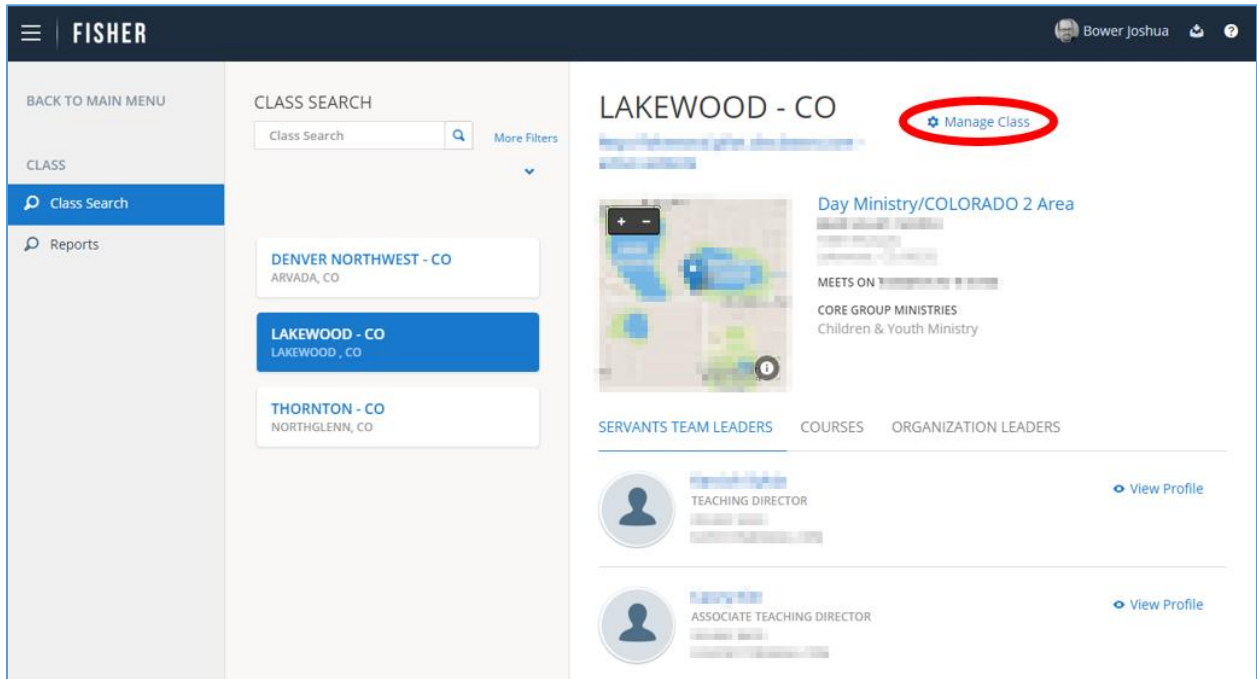 FISHER
Bower Joshua
BACK TO MAIN MENU
CLASS
Class Search
Reports
CLASS SEARCH
Class Search
More Filters
DENVER NORTHWEST - CO
ARVADA, CO
LAKEWOOD - CO
LAKEWOOD , CO
THORNTON - CO
NORTHGLENN, CO
LAKEWOOD - CO
Manage Class
+ -
Day Ministry/COLORADO 2 Area
MEETS ON
CORE GROUP MINISTRIES
Children & Youth Ministry
SERVANTS TEAM LEADERS COURSES ORGANIZATION LEADERS
TEACHING DIRECTOR
View Profile
ASSOCIATE TEACHING DIRECTOR
View Profile